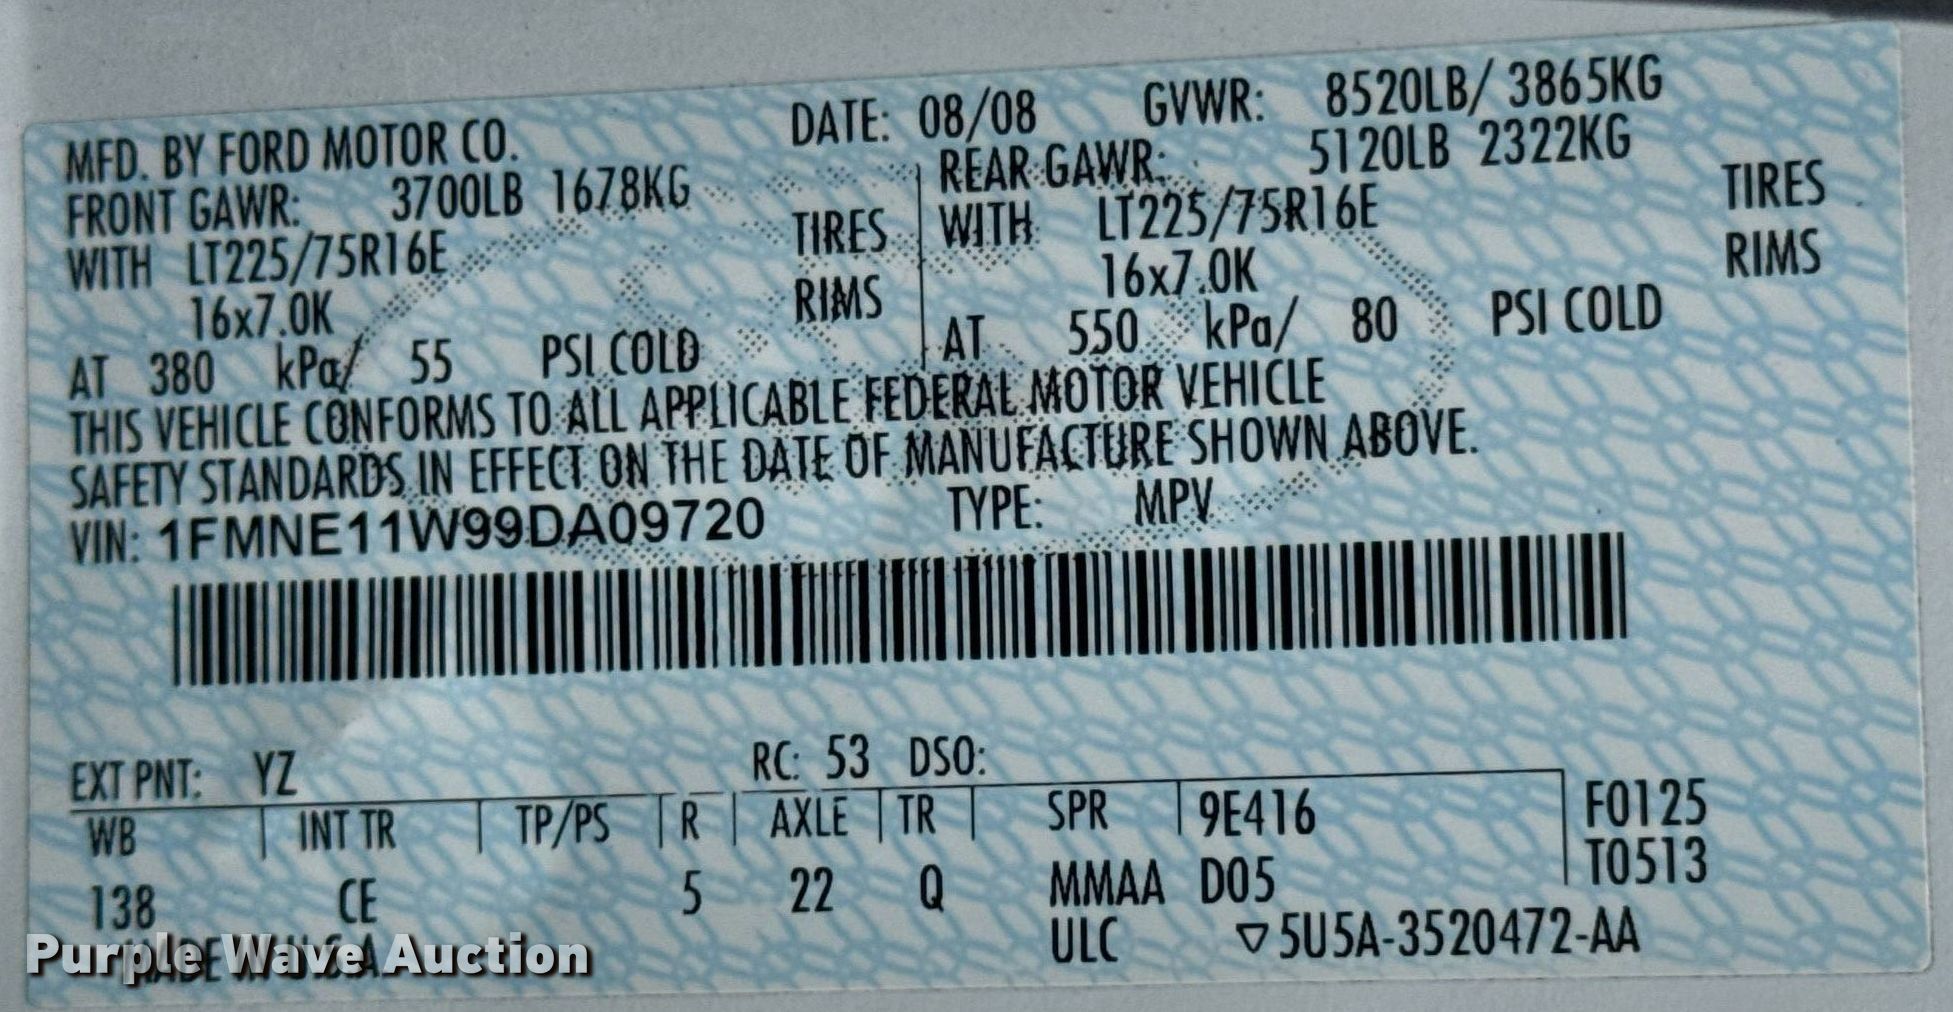 MFD. BY FORD MOTOR CO. DATE: 08/08 GVWR: 8520LB/ 3865KG
FRONT GAWR: 3700LB 1678KG REAR GAWR: 5120LB 2322KG
WITH LT225/75R16E TIRES WITH LT225/75R16E TIRES
16x7.0K RIMS 16x7.0K RIMS
AT 380 kPa/ 55 PSI COLD AT 550 kPa/ 80 PSI COLD
THIS VEHICLE CONFORMS TO ALL APPLICABLE FEDERAL MOTOR VEHICLE
SAFETY STANDARDS IN EFFECT ON THE DATE OF MANUFACTURE SHOWN ABOVE.
VIN: 1FMNE11W99DA09720 TYPE: MPV
EXT PNT: YZ RC: 53 DSO:
WB INT TR TP/PS R AXLE TR SPR 9E416 F0125
T0513
138 CE 5 22 Q MMAA D05
MADE IN U.S.A. ULC ▽5U5A-3520472-AA
Purple Wave Auction